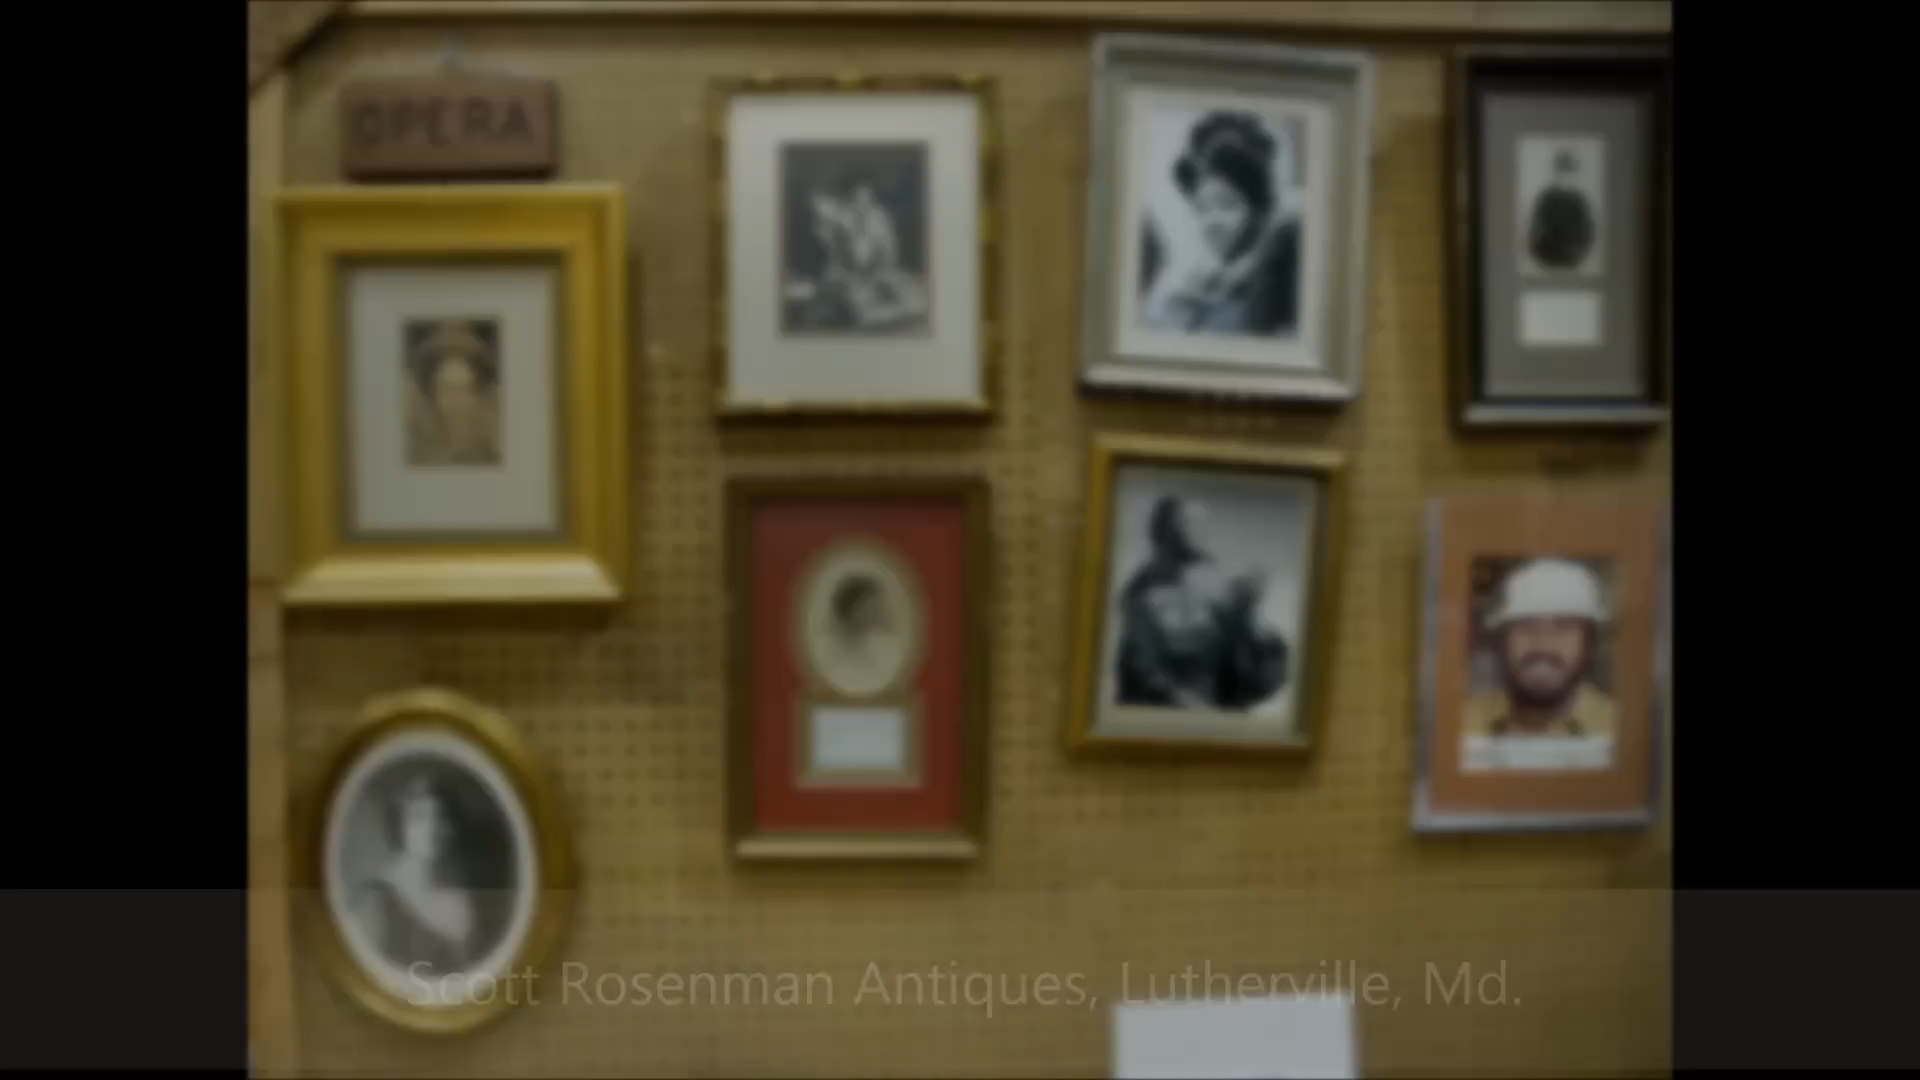 OPERA
Scott Rosenman Antiques, Lutherville, Md.